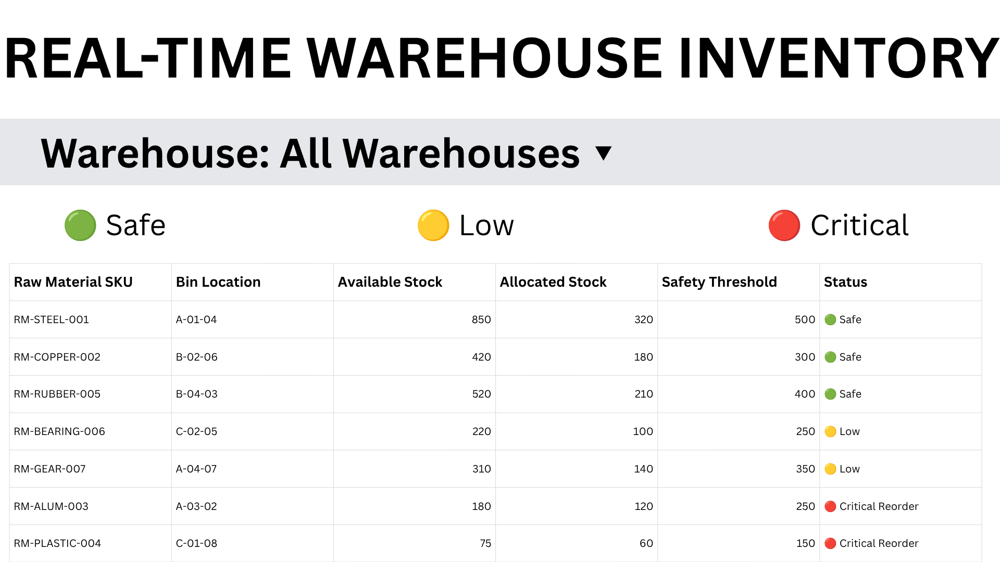 REAL-TIME WAREHOUSE INVENTORY
Warehouse: All Warehouses ▼
🟢 Safe 🟡 Low 🔴 Critical
Raw Material SKU Bin Location Available Stock Allocated Stock Safety Threshold Status
RM-STEEL-001 A-01-04 850 320 500 🟢 Safe
RM-COPPER-002 B-02-06 420 180 300 🟢 Safe
RM-RUBBER-005 B-04-03 520 210 400 🟢 Safe
RM-BEARING-006 C-02-05 220 100 250 🟡 Low
RM-GEAR-007 A-04-07 310 140 350 🟡 Low
RM-ALUM-003 A-03-02 180 120 250 🔴 Critical Reorder
RM-PLASTIC-004 C-01-08 75 60 150 🔴 Critical Reorder